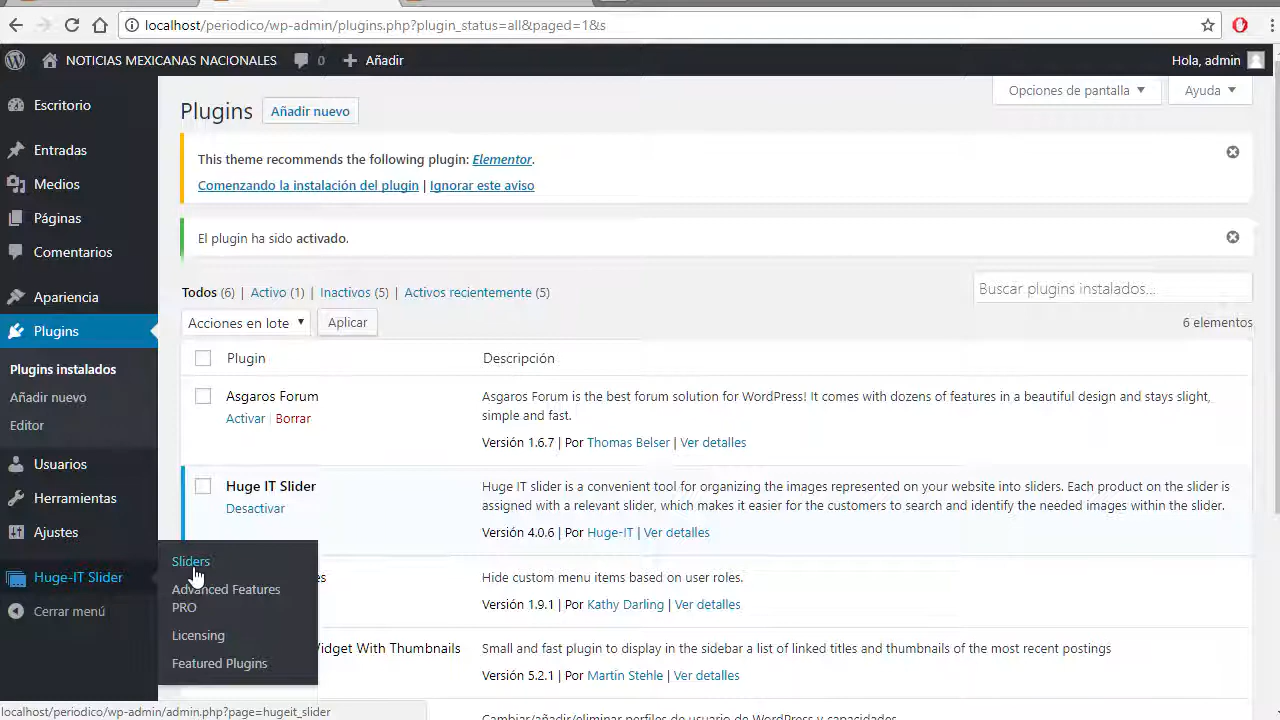 localhost/periodico/wp-admin/plugins.php?plugin_status=all&paged=1&s
NOTICIAS MEXICANAS NACIONALES 0 Añadir Hola, admin
Opciones de pantalla Ayuda
Escritorio
Entradas
Medios
Páginas
Comentarios
Apariencia
Plugins
Plugins instalados
Añadir nuevo
Editor
Usuarios
Herramientas
Ajustes
Huge-IT Slider
Cerrar menú
Sliders
Advanced Features
PRO
Licensing
Featured Plugins
Plugins Añadir nuevo
This theme recommends the following plugin: Elementor.
Comenzando la instalación del plugin | Ignorar este aviso
El plugin ha sido activado.
Todos (6) | Activo (1) | Inactivos (5) | Activos recientemente (5)
Buscar plugins instalados...
Acciones en lote Aplicar 6 elementos
Plugin Descripción
Asgaros Forum
Activar | Borrar
Asgaros Forum is the best forum solution for WordPress! It comes with dozens of features in a beautiful design and stays slight,
simple and fast.
Versión 1.6.7 | Por Thomas Belser | Ver detalles
Huge IT Slider
Desactivar
Huge IT slider is a convenient tool for organizing the images represented on your website into sliders. Each product on the slider is
assigned with a relevant slider, which makes it easier for the customers to search and identify the needed images within the slider.
Versión 4.0.6 | Por Huge-IT | Ver detalles
es
Hide custom menu items based on user roles.
Versión 1.9.1 | Por Kathy Darling | Ver detalles
Widget With Thumbnails
Small and fast plugin to display in the sidebar a list of linked titles and thumbnails of the most recent postings
Versión 5.2.1 | Por Martin Stehle | Ver detalles
Cambiar/añadir/eliminar perfiles de usuario de WordPress y capacidades
localhost/periodico/wp-admin/admin.php?page=hugeit_slider